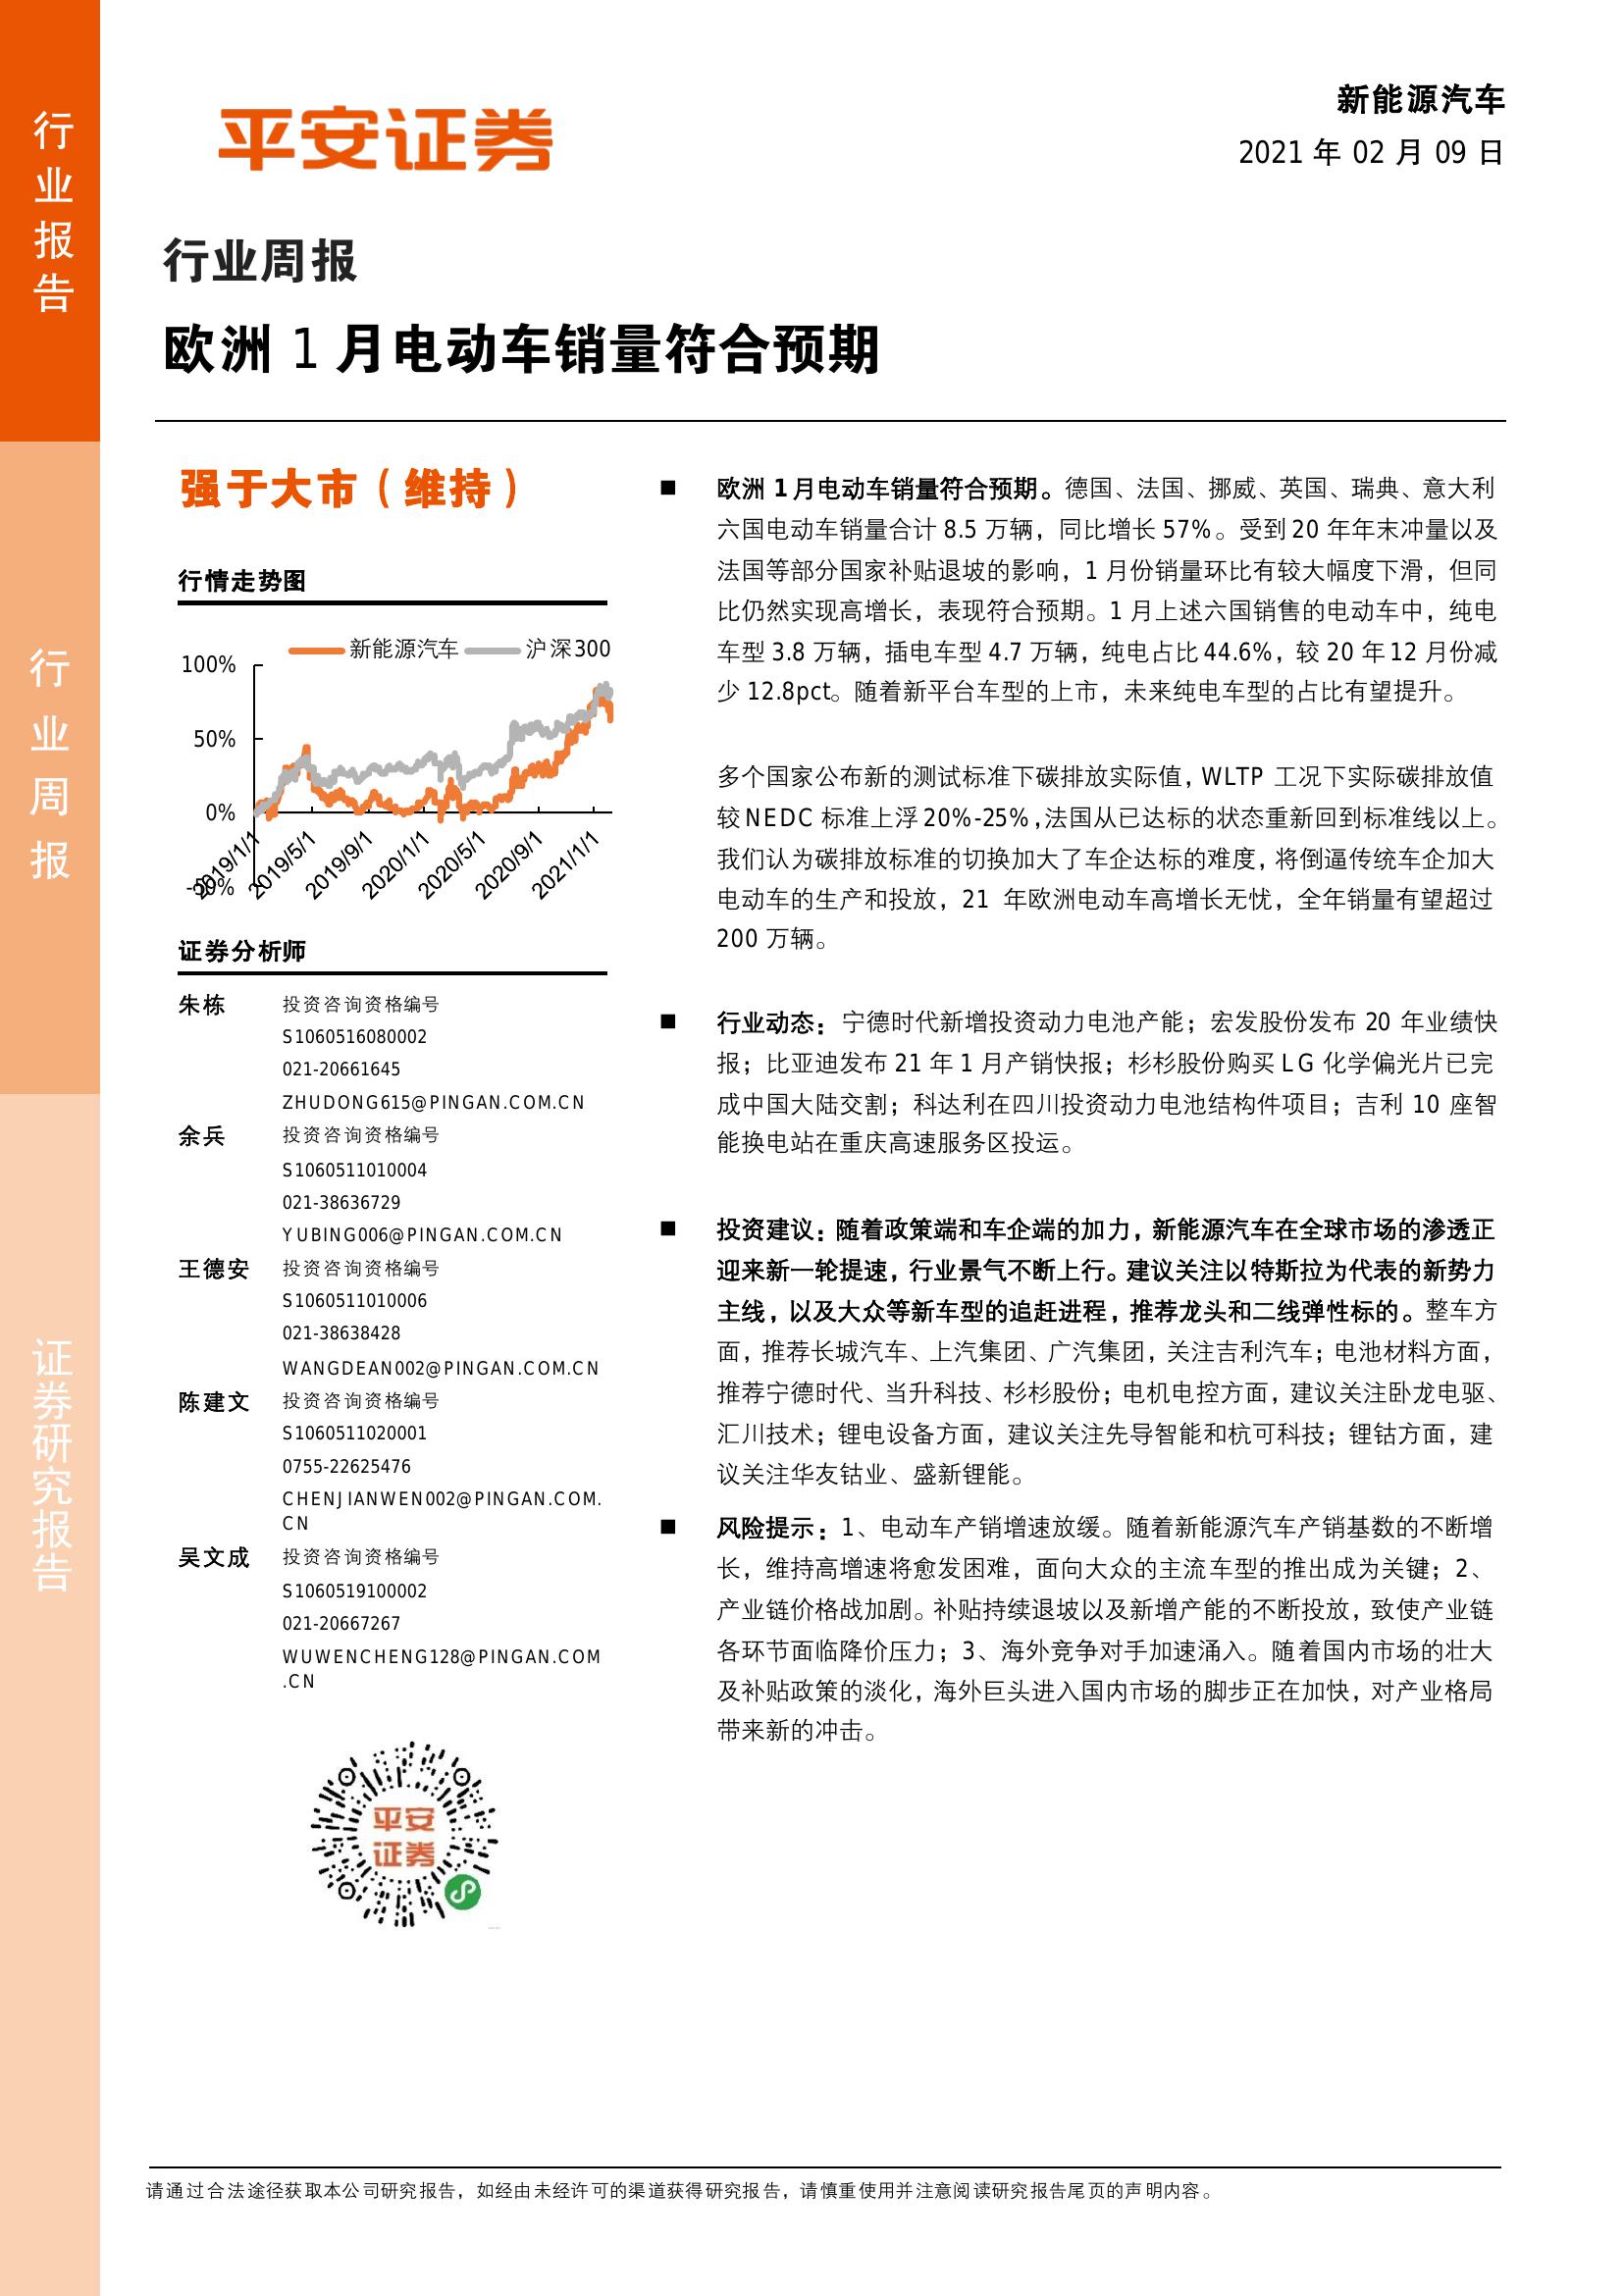 行业报告
行业周报
证券研究报告
平安证券
新能源汽车
2021 年 02 月 09 日
行业周报
欧洲 1 月电动车销量符合预期
强于大市（维持）
行情走势图
新能源汽车 沪深300
100%
50%
0%
-50%
2019/1/1 2019/5/1 2019/9/1 2020/1/1 2020/5/1 2020/9/1 2021/1/1
证券分析师
朱栋 投资咨询资格编号
S1060516080002
021-20661645
ZHUDONG615@PINGAN.COM.CN
余兵 投资咨询资格编号
S1060511010004
021-38636729
YUBING006@PINGAN.COM.CN
王德安 投资咨询资格编号
S1060511010006
021-38638428
WANGDEAN002@PINGAN.COM.CN
陈建文 投资咨询资格编号
S1060511020001
0755-22625476
CHENJIANWEN002@PINGAN.COM.
CN
吴文成 投资咨询资格编号
S1060519100002
021-20667267
WUWENCHENG128@PINGAN.COM
.CN
平安
证券
■ 欧洲 1 月电动车销量符合预期。德国、法国、挪威、英国、瑞典、意大利
六国电动车销量合计 8.5 万辆，同比增长 57%。受到 20 年年末冲量以及
法国等部分国家补贴退坡的影响，1 月份销量环比有较大幅度下滑，但同
比仍然实现高增长，表现符合预期。1 月上述六国销售的电动车中，纯电
车型 3.8 万辆，插电车型 4.7 万辆，纯电占比 44.6%，较 20 年 12 月份减
少 12.8pct。随着新平台车型的上市，未来纯电车型的占比有望提升。
多个国家公布新的测试标准下碳排放实际值，WLTP 工况下实际碳排放值
较 NEDC 标准上浮 20%-25%，法国从已达标的状态重新回到标准线以上。
我们认为碳排放标准的切换加大了车企达标的难度，将倒逼传统车企加大
电动车的生产和投放，21 年欧洲电动车高增长无忧，全年销量有望超过
200 万辆。
■ 行业动态：宁德时代新增投资动力电池产能；宏发股份发布 20 年业绩快
报；比亚迪发布 21 年 1 月产销快报；杉杉股份购买 LG 化学偏光片已完
成中国大陆交割；科达利在四川投资动力电池结构件项目；吉利 10 座智
能换电站在重庆高速服务区投运。
■ 投资建议：随着政策端和车企端的加力，新能源汽车在全球市场的渗透正
迎来新一轮提速，行业景气不断上行。建议关注以特斯拉为代表的新势力
主线，以及大众等新车型的追赶进程，推荐龙头和二线弹性标的。整车方
面，推荐长城汽车、上汽集团、广汽集团，关注吉利汽车；电池材料方面，
推荐宁德时代、当升科技、杉杉股份；电机电控方面，建议关注卧龙电驱、
汇川技术；锂电设备方面，建议关注先导智能和杭可科技；锂钴方面，建
议关注华友钴业、盛新锂能。
■ 风险提示：1、电动车产销增速放缓。随着新能源汽车产销基数的不断增
长，维持高增速将愈发困难，面向大众的主流车型的推出成为关键；2、
产业链价格战加剧。补贴持续退坡以及新增产能的不断投放，致使产业链
各环节面临降价压力；3、海外竞争对手加速涌入。随着国内市场的壮大
及补贴政策的淡化，海外巨头进入国内市场的脚步正在加快，对产业格局
带来新的冲击。
请通过合法途径获取本公司研究报告，如经由未经许可的渠道获得研究报告，请慎重使用并注意阅读研究报告尾页的声明内容。